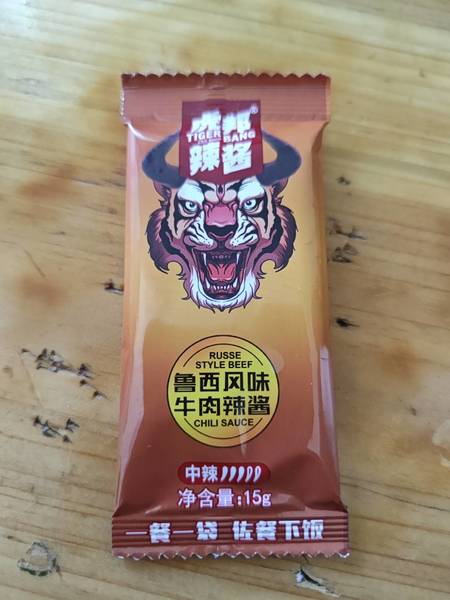 虎邦®
TIGER BANG
辣酱
RUSSE
STYLE BEEF
鲁西风味
牛肉辣酱
CHILI SAUCE
中辣
净含量:15g
一餐一袋 佐餐下饭